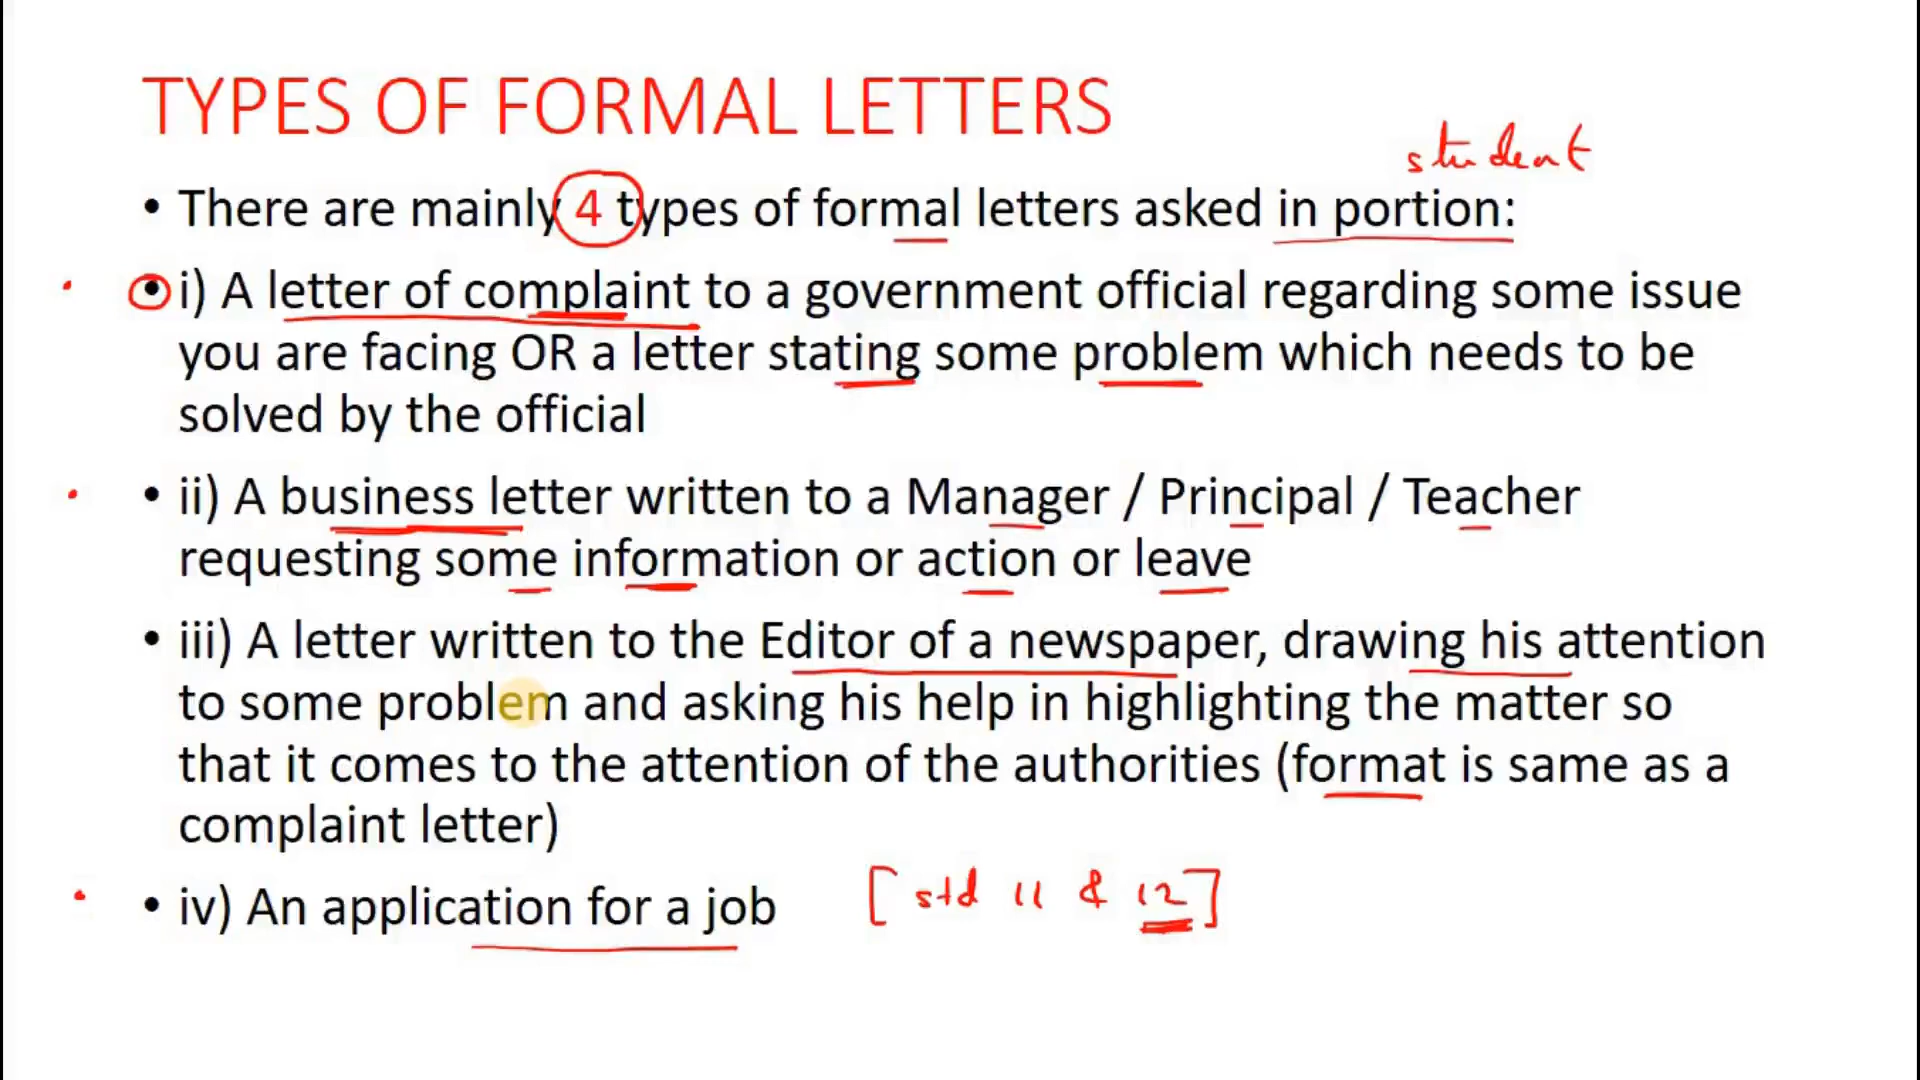 TYPES OF FORMAL LETTERS
student
• There are mainly 4 types of formal letters asked in portion:
• i) A letter of complaint to a government official regarding some issue
you are facing OR a letter stating some problem which needs to be
solved by the official
• ii) A business letter written to a Manager / Principal / Teacher
requesting some information or action or leave
• iii) A letter written to the Editor of a newspaper, drawing his attention
to some problem and asking his help in highlighting the matter so
that it comes to the attention of the authorities (format is same as a
complaint letter)
• iv) An application for a job [std 11 & 12]